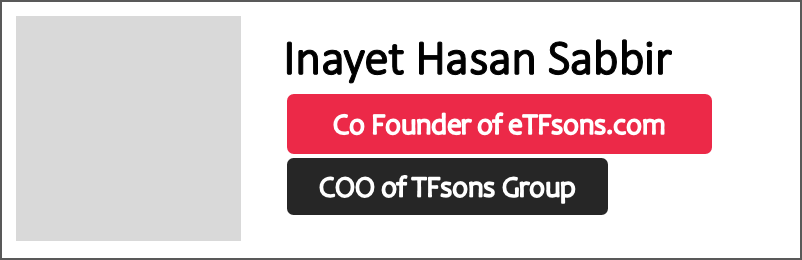 Inayet Hasan Sabbir
Co Founder of eTFsons.com
COO of TFsons Group